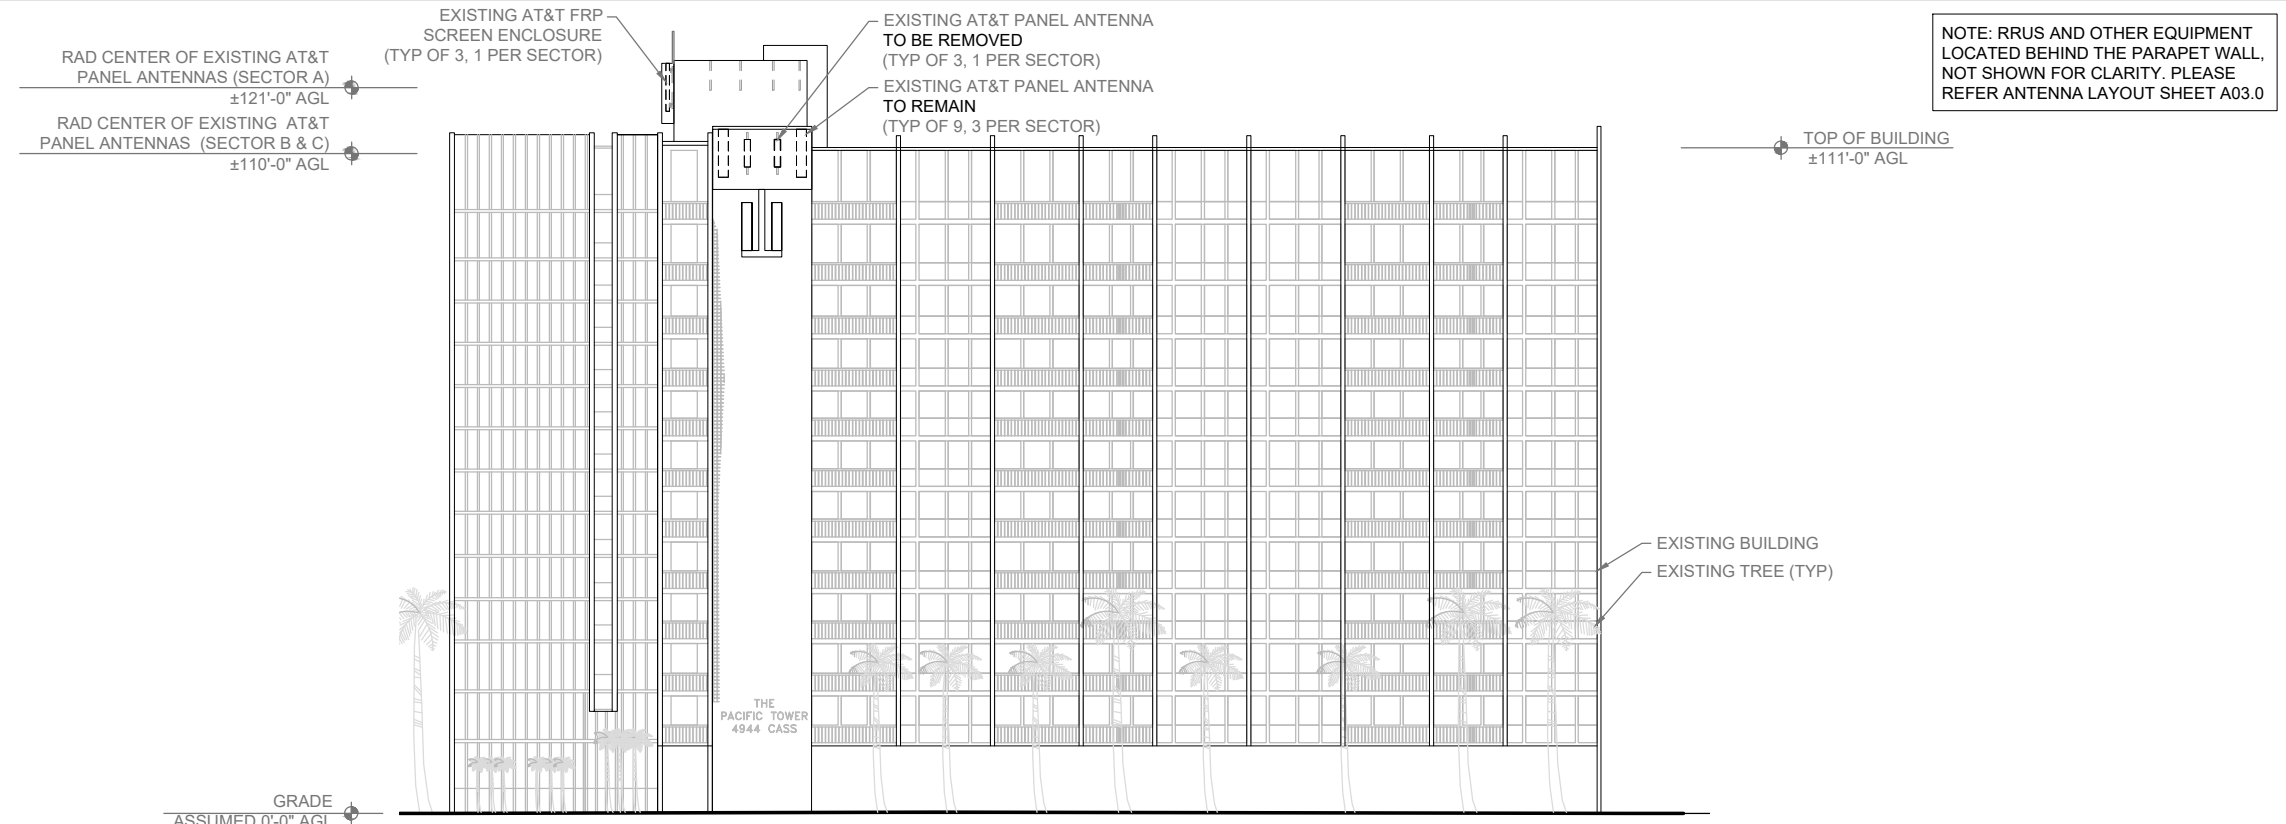 EXISTING AT&T FRP
SCREEN ENCLOSURE
(TYP OF 3, 1 PER SECTOR)
EXISTING AT&T PANEL ANTENNA
TO BE REMOVED
(TYP OF 3, 1 PER SECTOR)
EXISTING AT&T PANEL ANTENNA
TO REMAIN
(TYP OF 9, 3 PER SECTOR)
NOTE: RRUS AND OTHER EQUIPMENT
LOCATED BEHIND THE PARAPET WALL,
NOT SHOWN FOR CLARITY. PLEASE
REFER ANTENNA LAYOUT SHEET A03.0
RAD CENTER OF EXISTING AT&T
PANEL ANTENNAS (SECTOR A)
±121'-0" AGL
RAD CENTER OF EXISTING AT&T
PANEL ANTENNAS (SECTOR B & C)
±110'-0" AGL
TOP OF BUILDING
±111'-0" AGL
EXISTING BUILDING
EXISTING TREE (TYP)
THE
PACIFIC TOWER
4944 CASS
GRADE
ASSUMED 0'-0" AGL